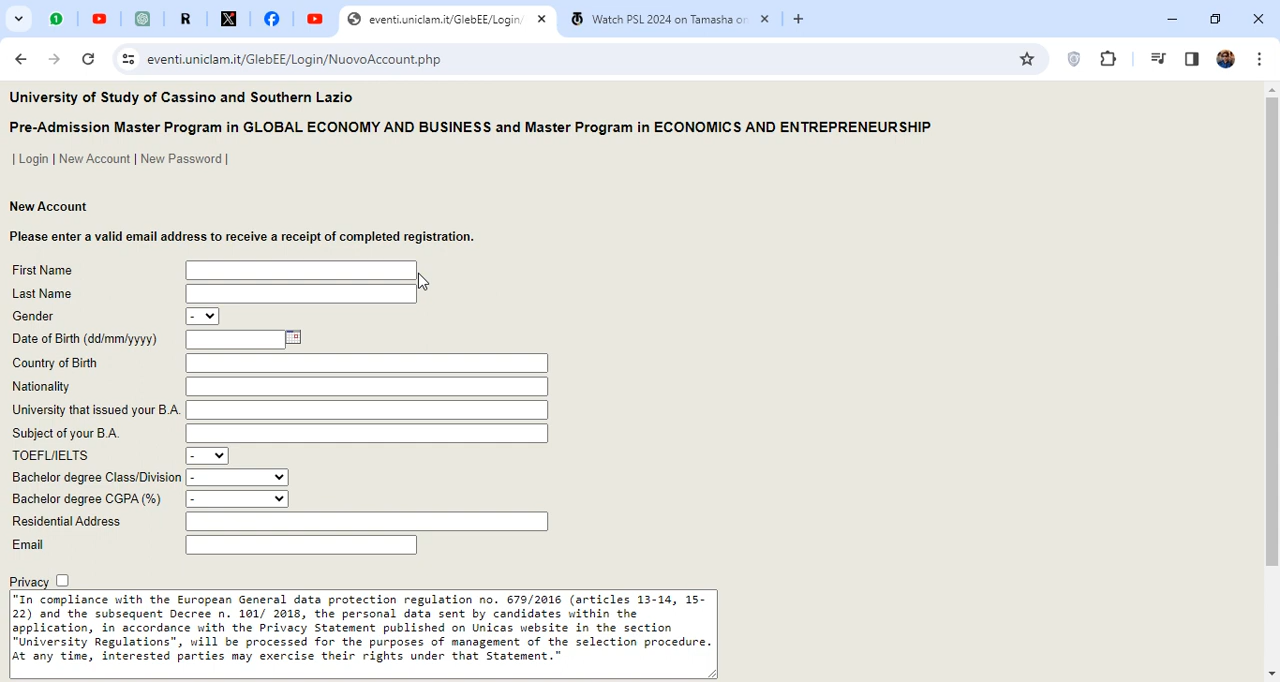 eventi.uniclam.it/GlebEE/Login/
Watch PSL 2024 on Tamasha on
eventi.uniclam.it/GlebEE/Login/NuovoAccount.php
University of Study of Cassino and Southern Lazio
Pre-Admission Master Program in GLOBAL ECONOMY AND BUSINESS and Master Program in ECONOMICS AND ENTREPRENEURSHIP
| Login | New Account | New Password |
New Account
Please enter a valid email address to receive a receipt of completed registration.
First Name
Last Name
Gender -
Date of Birth (dd/mm/yyyy)
Country of Birth
Nationality
University that issued your B.A.
Subject of your B.A.
TOEFL/IELTS -
Bachelor degree Class/Division -
Bachelor degree CGPA (%) -
Residential Address
Email
Privacy
"In compliance with the European General data protection regulation no. 679/2016 (articles 13-14, 15-
22) and the subsequent Decree n. 101/ 2018, the personal data sent by candidates within the
application, in accordance with the Privacy Statement published on Unicas website in the section
"University Regulations", will be processed for the purposes of management of the selection procedure.
At any time, interested parties may exercise their rights under that Statement."